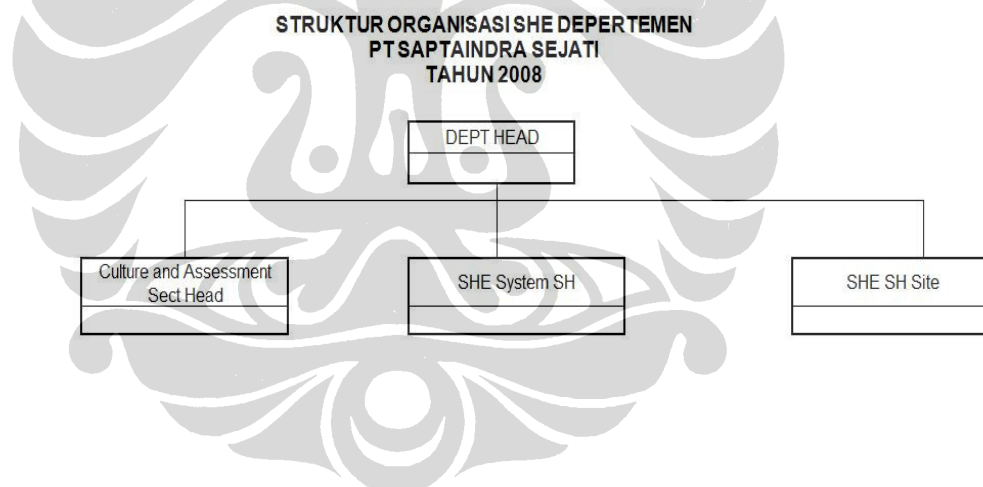 STRUKTUR ORGANISASI SHE DEPERTEMEN
PT SAPTAINDRA SEJATI
TAHUN 2008
DEPT HEAD
Culture and Assessment
Sect Head
SHE System SH
SHE SH Site